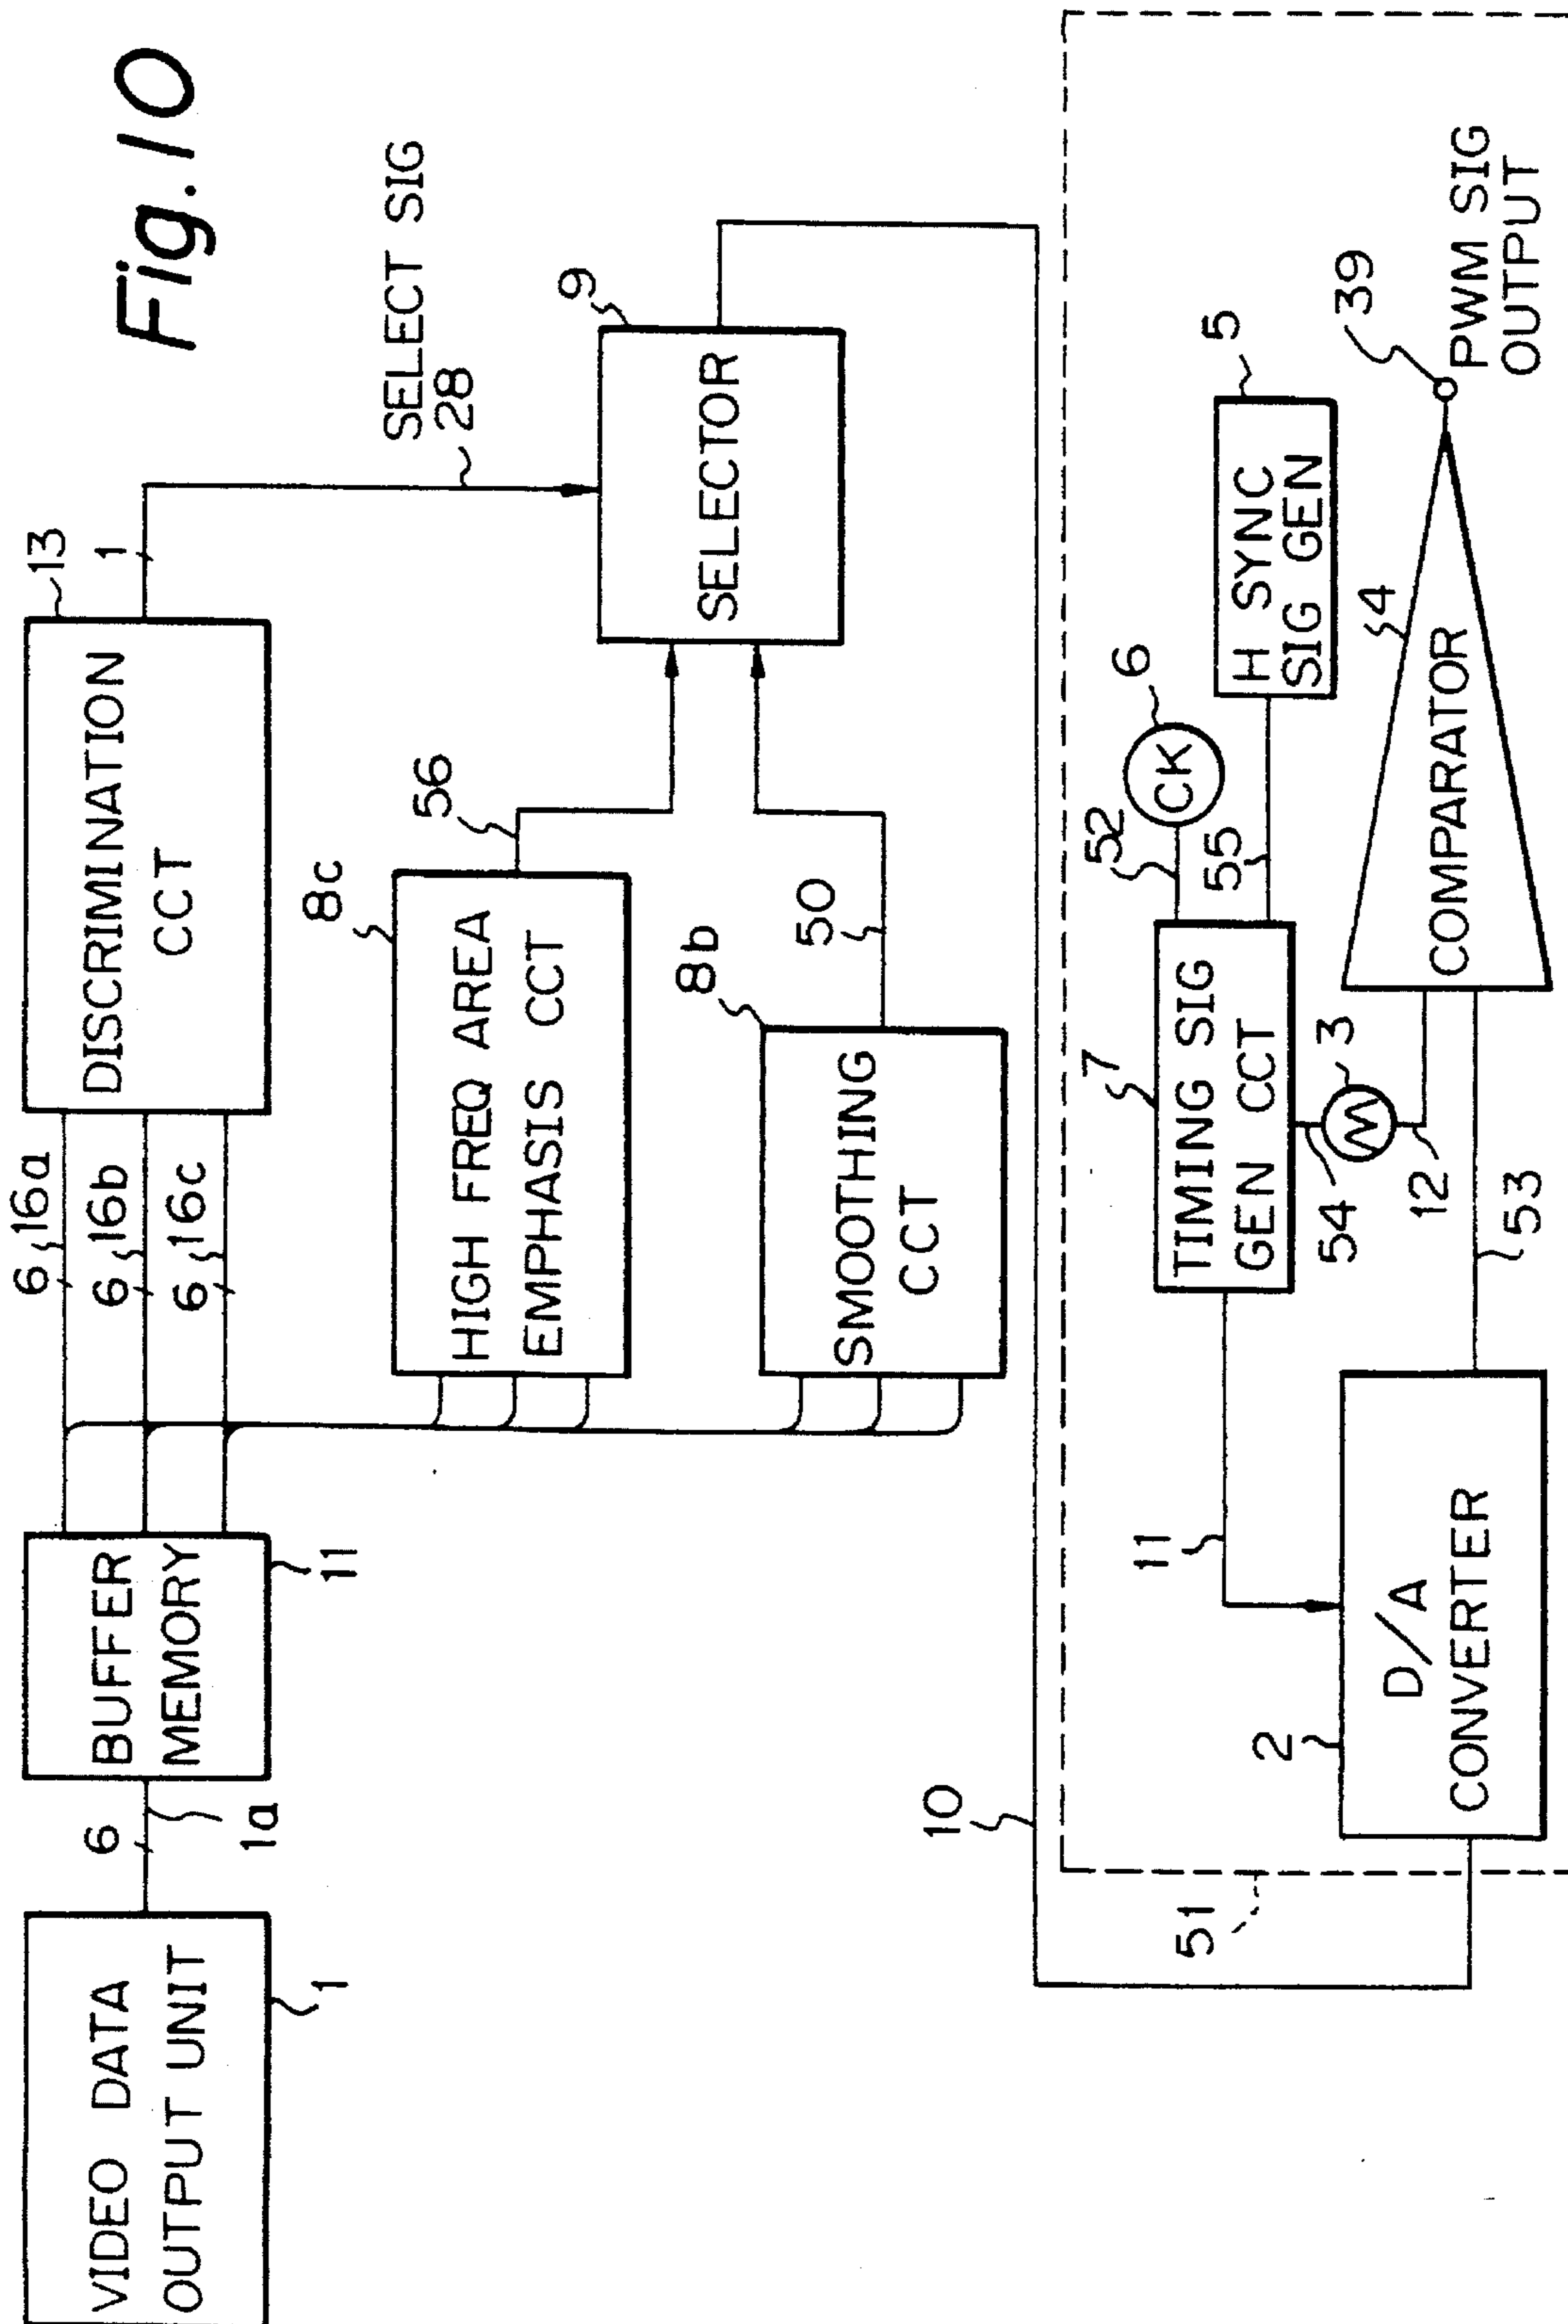 Fig. 10
VIDEO DATA
OUTPUT UNIT
1
6
1a
BUFFER
MEMORY
11
6
16a
6
16b
6
16c
DISCRIMINATION
CCT
13
1
SELECT SIG
28
HIGH FREQ AREA
EMPHASIS CCT
8c
56
SMOOTHING
CCT
8b
50
SELECTOR
9
10
51
D/A
CONVERTER
2
11
TIMING SIG
GEN CCT
7
52
CK
6
55
H SYNC
SIG GEN
5
54
3
12
53
COMPARATOR
4
39
PWM SIG
OUTPUT